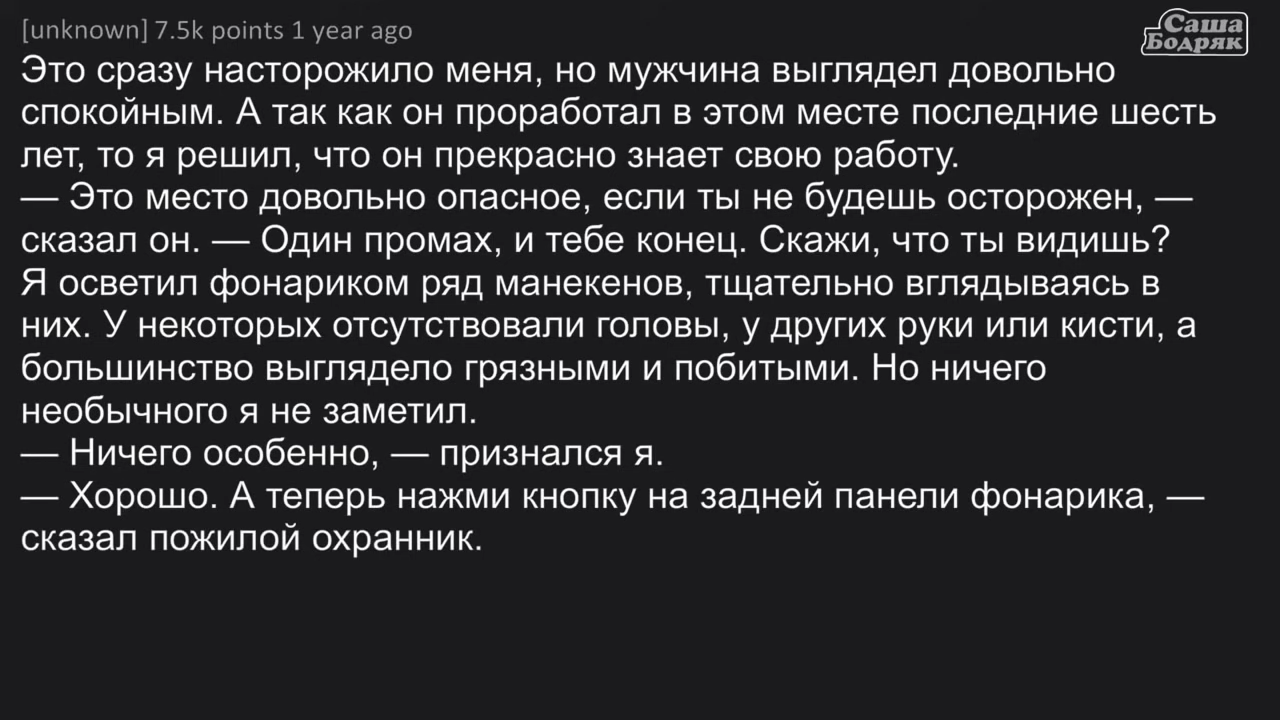 [unknown] 7.5k points 1 year ago
Саша
Бодряк
Это сразу насторожило меня, но мужчина выглядел довольно
спокойным. А так как он проработал в этом месте последние шесть
лет, то я решил, что он прекрасно знает свою работу.
— Это место довольно опасное, если ты не будешь осторожен, —
сказал он. — Один промах, и тебе конец. Скажи, что ты видишь?
Я осветил фонариком ряд манекенов, тщательно вглядываясь в
них. У некоторых отсутствовали головы, у других руки или кисти, а
большинство выглядело грязными и побитыми. Но ничего
необычного я не заметил.
— Ничего особенно, — признался я.
— Хорошо. А теперь нажми кнопку на задней панели фонарика, —
сказал пожилой охранник.